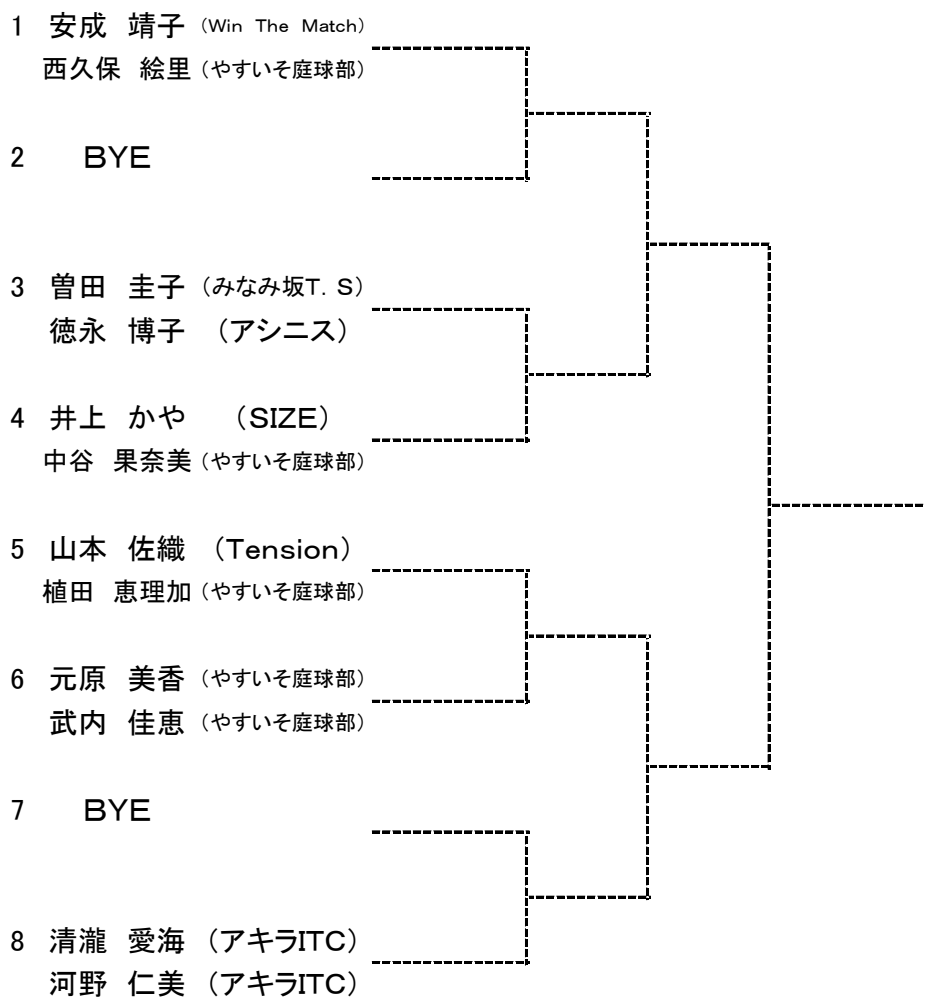 1 安成 靖子 （Win The Match）
西久保 絵里 （やすいそ庭球部）
2 BYE
3 曽田 圭子 （みなみ坂T．S）
徳永 博子 （アシニス）
4 井上 かや （SIZE）
中谷 果奈美 （やすいそ庭球部）
5 山本 佐織 （Tension）
植田 恵理加 （やすいそ庭球部）
6 元原 美香 （やすいそ庭球部）
武内 佳恵 （やすいそ庭球部）
7 BYE
8 清瀧 愛海 （アキラITC）
河野 仁美 （アキラITC）